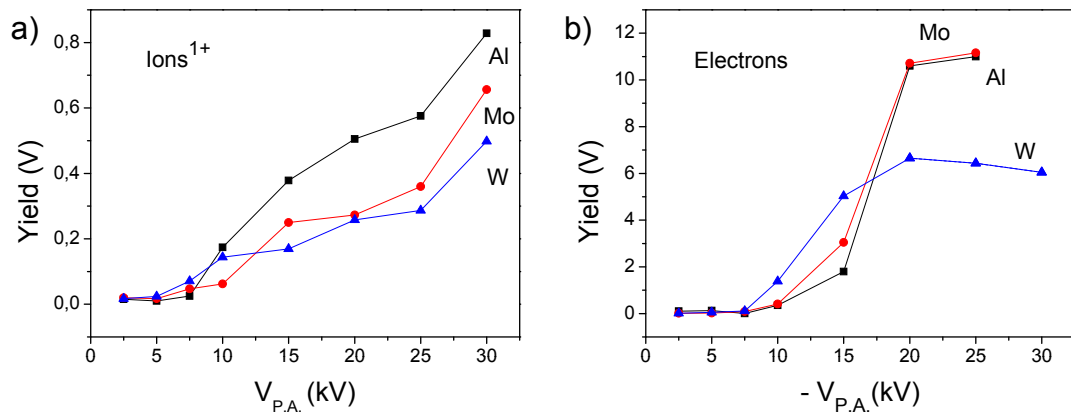 a)
Ions1+
Al
Mo
W
Yield (V)
0,8
0,6
0,4
0,2
0,0
0 5 10 15 20 25 30
VP.A. (kV)
b)
Electrons
Mo
Al
W
Yield (V)
12
10
8
6
4
2
0
0 5 10 15 20 25 30
- VP.A. (kV)